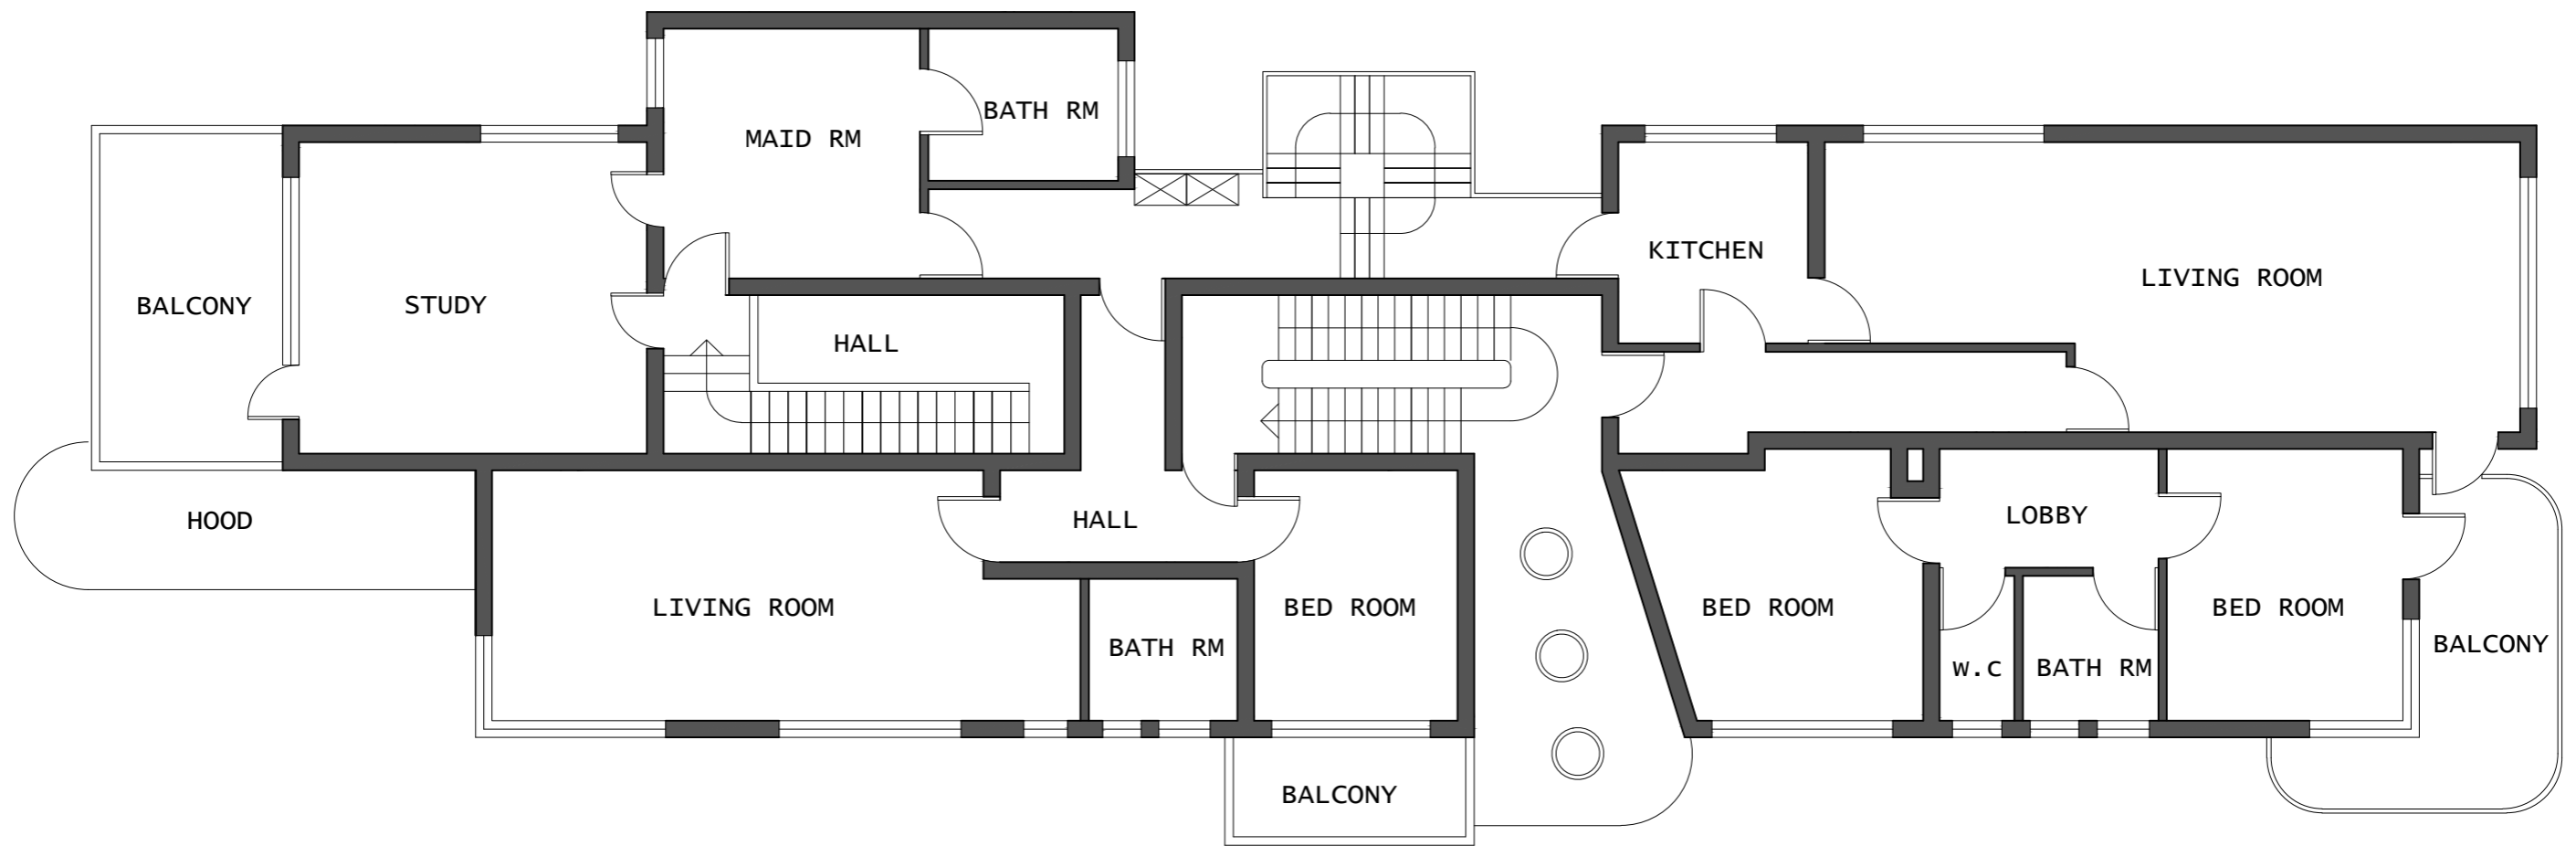 BATH RM
MAID RM
KITCHEN
LIVING ROOM
BALCONY
STUDY
HALL
HOOD
HALL
LOBBY
LIVING ROOM
BED ROOM
BED ROOM
BED ROOM
BATH RM
BALCONY
W.C
BATH RM
BALCONY